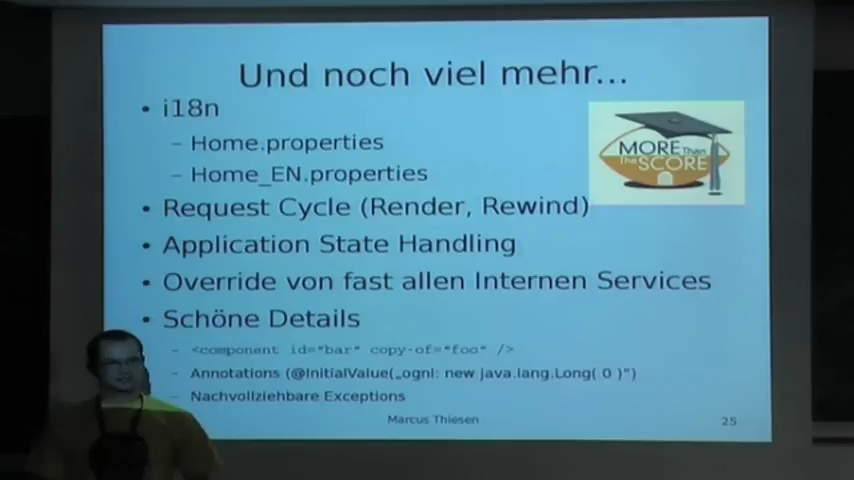 Und noch viel mehr...
• i18n
– Home.properties
– Home_EN.properties
MORE Than
The SCORE
• Request Cycle (Render, Rewind)
• Application State Handling
• Override von fast allen Internen Services
• Schöne Details
– <component id="bar" copy-of="foo" />
– Annotations (@InitialValue(„ognl: new java.lang.Long( 0 )")
– Nachvollziehbare Exceptions
Marcus Thiesen
25